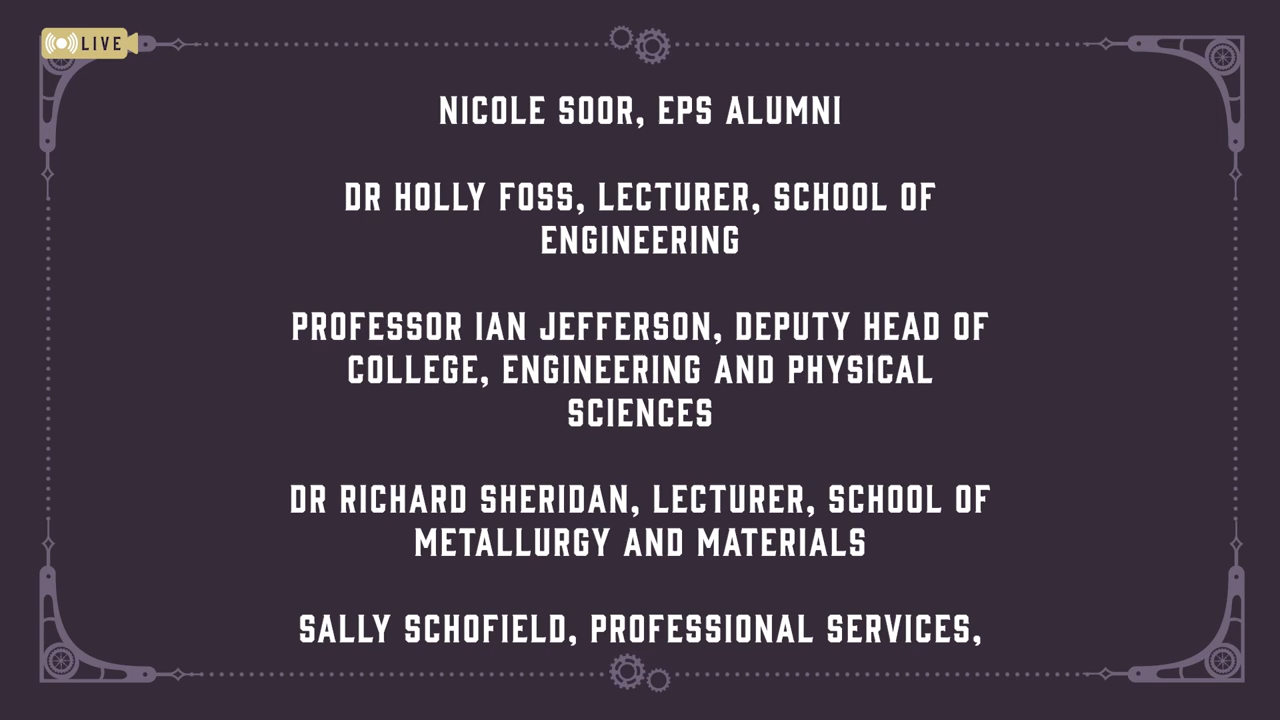 LIVE
NICOLE SOOR, EPS ALUMNI
DR HOLLY FOSS, LECTURER, SCHOOL OF
ENGINEERING
PROFESSOR IAN JEFFERSON, DEPUTY HEAD OF
COLLEGE, ENGINEERING AND PHYSICAL
SCIENCES
DR RICHARD SHERIDAN, LECTURER, SCHOOL OF
METALLURGY AND MATERIALS
SALLY SCHOFIELD, PROFESSIONAL SERVICES,